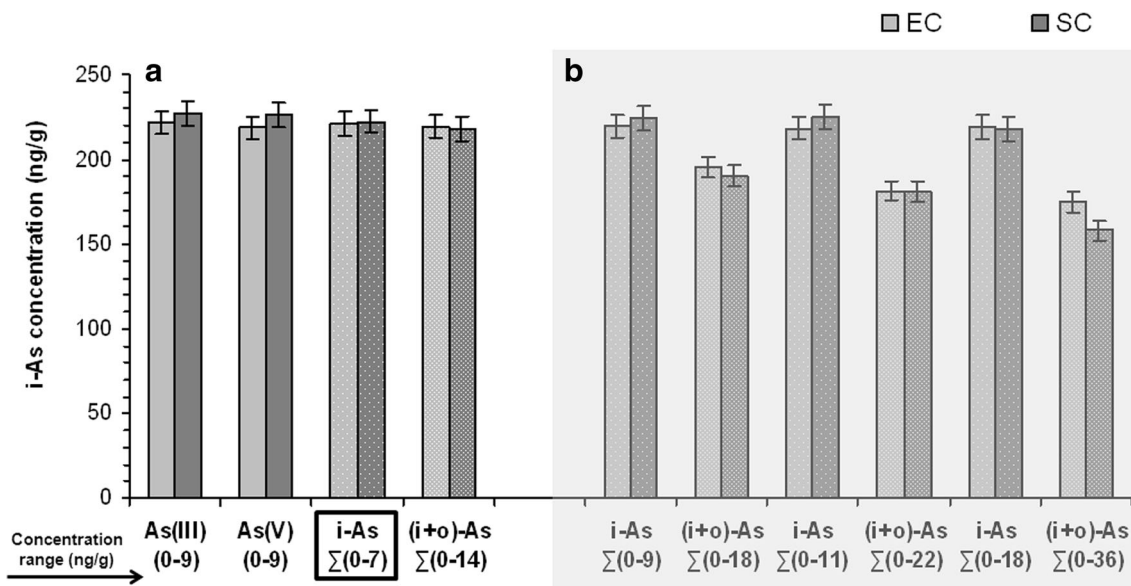 EC SC
a b
i-As concentration (ng/g)
250
200
150
100
50
0
As(III) As(V) i-As (i+o)-As i-As (i+o)-As i-As (i+o)-As i-As (i+o)-As
(0-9) (0-9) ∑(0-7) ∑(0-14) ∑(0-9) ∑(0-18) ∑(0-11) ∑(0-22) ∑(0-18) ∑(0-36)
Concentration
range (ng/g)